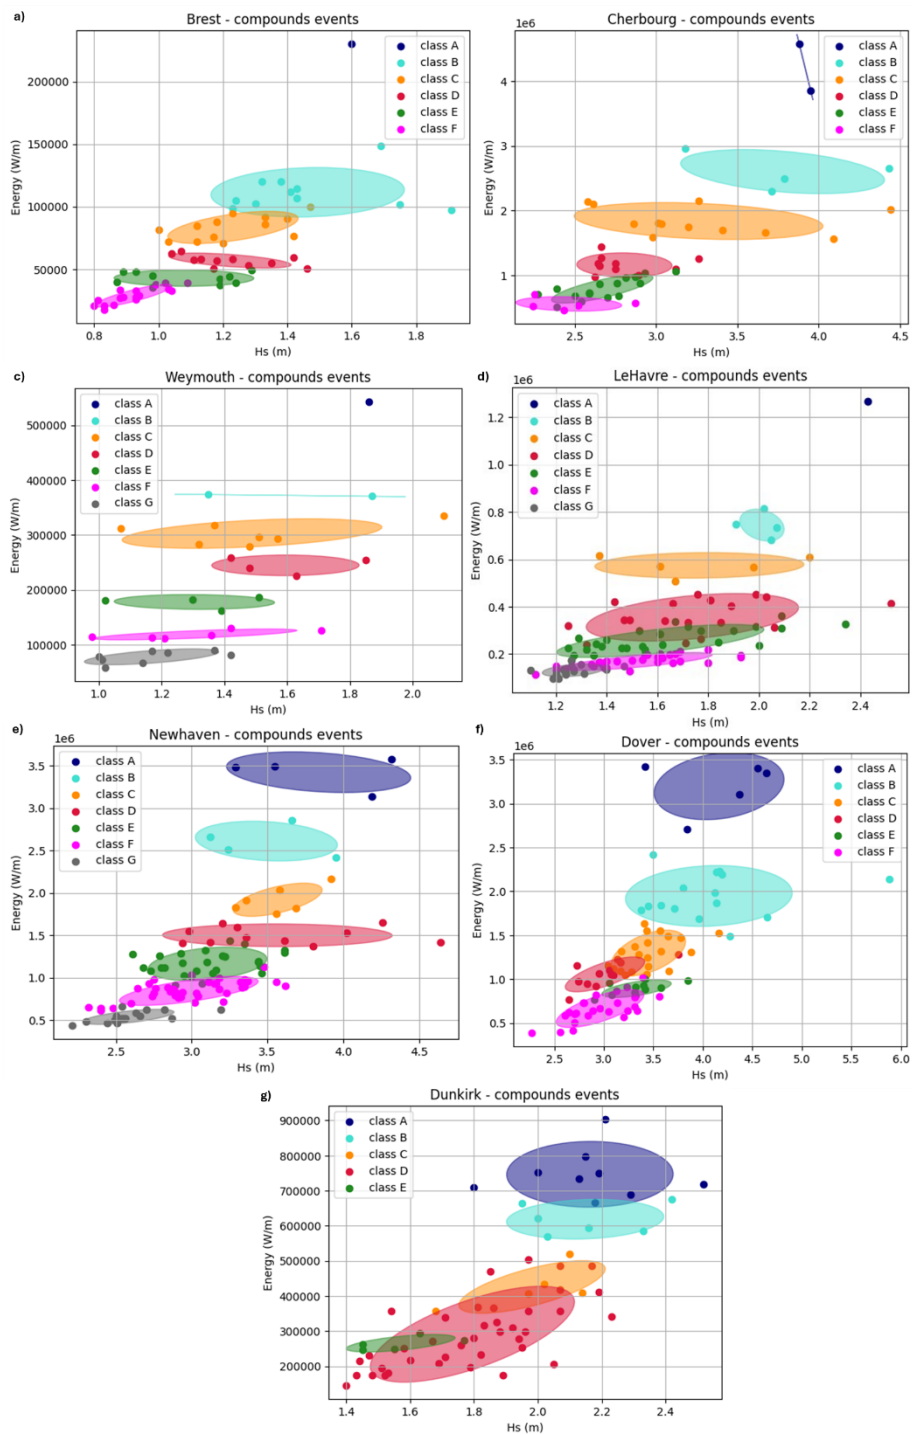 a)
Brest - compounds events
Energy (W/m)
200000
150000
100000
50000
0.8 1.0 1.2 1.4 1.6 1.8
Hs (m)
class A
class B
class C
class D
class E
class F
Cherbourg - compounds events
1e6
Energy (W/m)
4
3
2
1
2.5 3.0 3.5 4.0 4.5
Hs (m)
class A
class B
class C
class D
class E
class F
c)
Weymouth - compounds events
Energy (W/m)
500000
400000
300000
200000
100000
1.0 1.2 1.4 1.6 1.8 2.0
Hs (m)
class A
class B
class C
class D
class E
class F
class G
d)
LeHavre - compounds events
1e6
Energy (W/m)
1.2
1.0
0.8
0.6
0.4
0.2
1.2 1.4 1.6 1.8 2.0 2.2 2.4
Hs (m)
class A
class B
class C
class D
class E
class F
class G
e)
Newhaven - compounds events
1e6
Energy (W/m)
3.5
3.0
2.5
2.0
1.5
1.0
0.5
2.5 3.0 3.5 4.0 4.5
Hs (m)
class A
class B
class C
class D
class E
class F
class G
f)
Dover - compounds events
1e6
Energy (W/m)
3.5
3.0
2.5
2.0
1.5
1.0
0.5
2.5 3.0 3.5 4.0 4.5 5.0 5.5 6.0
Hs (m)
class A
class B
class C
class D
class E
class F
g)
Dunkirk - compounds events
Energy (W/m)
900000
800000
700000
600000
500000
400000
300000
200000
1.4 1.6 1.8 2.0 2.2 2.4
Hs (m)
class A
class B
class C
class D
class E